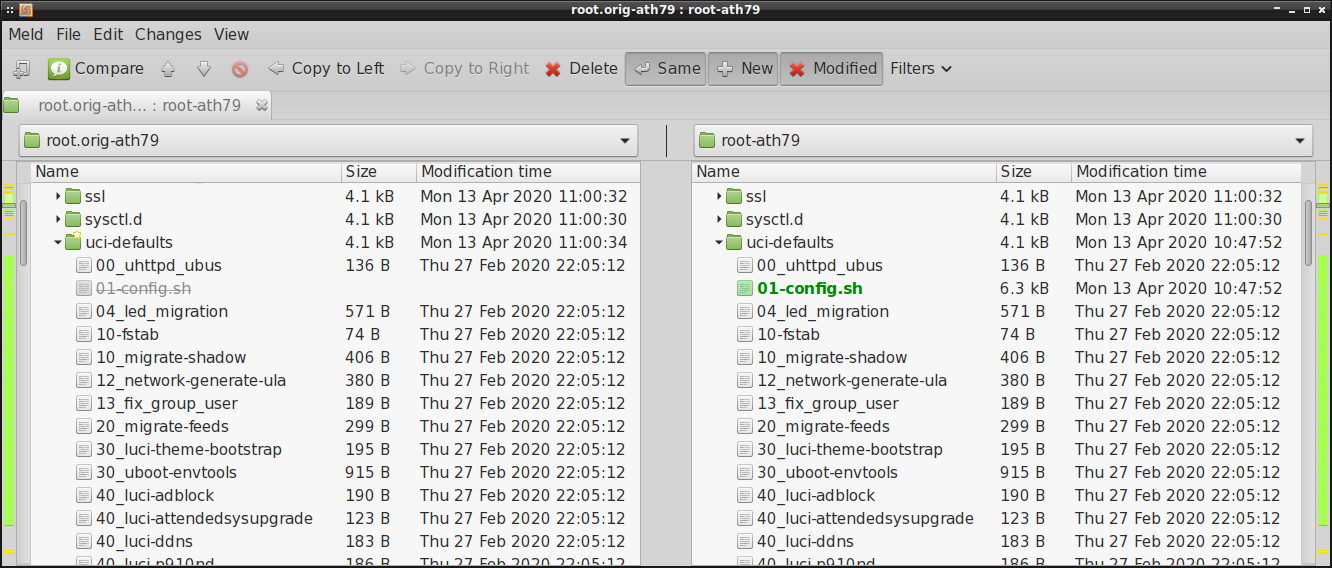 root.orig-ath79 : root-ath79
Meld File Edit Changes View
Compare Copy to Left Copy to Right Delete Same New Modified Filters
root.orig-ath... : root-ath79
root.orig-ath79 root-ath79
Name Size Modification time Name Size Modification time
ssl 4.1 kB Mon 13 Apr 2020 11:00:32 ssl 4.1 kB Mon 13 Apr 2020 11:00:32
sysctl.d 4.1 kB Mon 13 Apr 2020 11:00:30 sysctl.d 4.1 kB Mon 13 Apr 2020 11:00:30
uci-defaults 4.1 kB Mon 13 Apr 2020 11:00:34 uci-defaults 4.1 kB Mon 13 Apr 2020 10:47:52
00_uhttpd_ubus 136 B Thu 27 Feb 2020 22:05:12 00_uhttpd_ubus 136 B Thu 27 Feb 2020 22:05:12
01-config.sh 01-config.sh 6.3 kB Mon 13 Apr 2020 10:47:52
04_led_migration 571 B Thu 27 Feb 2020 22:05:12 04_led_migration 571 B Thu 27 Feb 2020 22:05:12
10-fstab 74 B Thu 27 Feb 2020 22:05:12 10-fstab 74 B Thu 27 Feb 2020 22:05:12
10_migrate-shadow 406 B Thu 27 Feb 2020 22:05:12 10_migrate-shadow 406 B Thu 27 Feb 2020 22:05:12
12_network-generate-ula 380 B Thu 27 Feb 2020 22:05:12 12_network-generate-ula 380 B Thu 27 Feb 2020 22:05:12
13_fix_group_user 189 B Thu 27 Feb 2020 22:05:12 13_fix_group_user 189 B Thu 27 Feb 2020 22:05:12
20_migrate-feeds 299 B Thu 27 Feb 2020 22:05:12 20_migrate-feeds 299 B Thu 27 Feb 2020 22:05:12
30_luci-theme-bootstrap 195 B Thu 27 Feb 2020 22:05:12 30_luci-theme-bootstrap 195 B Thu 27 Feb 2020 22:05:12
30_uboot-envtools 915 B Thu 27 Feb 2020 22:05:12 30_uboot-envtools 915 B Thu 27 Feb 2020 22:05:12
40_luci-adblock 190 B Thu 27 Feb 2020 22:05:12 40_luci-adblock 190 B Thu 27 Feb 2020 22:05:12
40_luci-attendedsysupgrade 123 B Thu 27 Feb 2020 22:05:12 40_luci-attendedsysupgrade 123 B Thu 27 Feb 2020 22:05:12
40_luci-ddns 183 B Thu 27 Feb 2020 22:05:12 40_luci-ddns 183 B Thu 27 Feb 2020 22:05:12
40_luci-p910nd 186 B Thu 27 Feb 2020 22:05:12 40_luci-p910nd 186 B Thu 27 Feb 2020 22:05:12